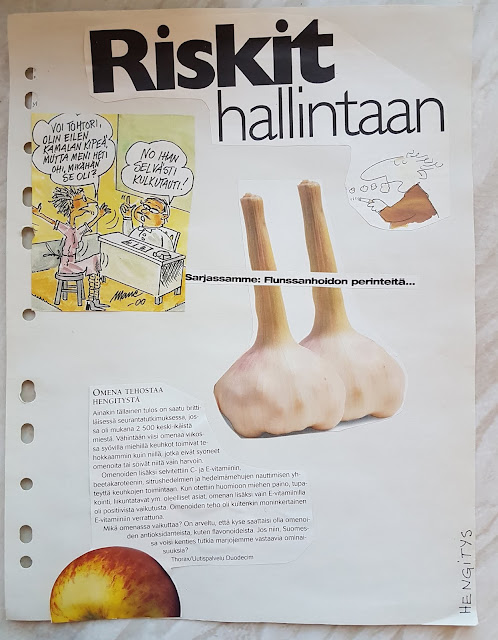 Riskit
hallintaan
VOI TOHTORI,
OLIN EILEN
KAMALAN KIPEÄ,
MUTTA MENI HETI
OHI, MIKÄHÄN
SE OLI?
NO IHAN
SELVÄSTI
KULKUTAUTI!
-00
Sarjassamme: Flunssanhoidon perinteitä...
OMENA TEHOSTAA
HENGITYSTÄ
Ainakin tällainen tulos on saatu britti-
läisessä seurantatutkimuksessa, jos-
sa oli mukana 2 500 keski-ikäistä
miestä. Vähintään viisi omenaa viikos-
sa syövillä miehillä keuhkot toimivat te-
hokkaammin kuin niillä, jotka eivät syöneet
omenoita tai söivät niitä vain harvoin.
Omenoiden lisäksi selvitettiin C- ja E-vitamiinin,
beetakaroteenin, sitrushedelmien ja hedelmämehujen nauttimisen yh-
teyttä keuhkojen toimintaan. Kun otettiin huomioon miehen paino, tupa-
kointi, liikuntatavat ym. oleelliset asiat, omenan lisäksi vain E-vitamiinilla
oli positiivista vaikutusta. Omenoiden teho oli kuitenkin moninkertainen
E-vitamiiniin verrattuna.
Mikä omenassa vaikuttaa? On arveltu, että kyse saattaisi olla omenoi-
den antioksidanteista, kuten flavonoideista. Jos niin, Suomes-
sa voisi kenties tutkia marjojemme vastaavia ominai-
suuksia?
Thorax/Uutispalvelu Duodecim
HENGITYS